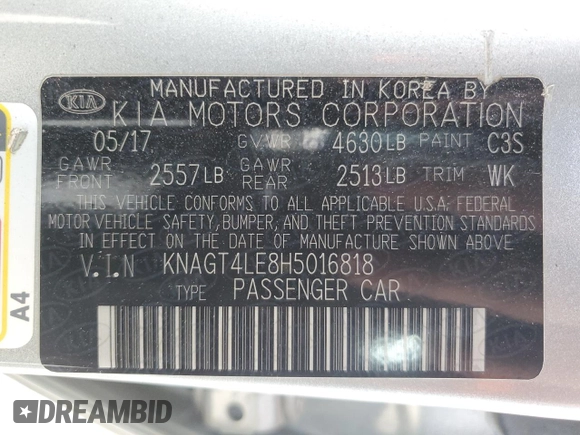 MANUFACTURED IN KOREA BY
KIA KIA MOTORS CORPORATION
05/17 GVWR 4630LB PAINT C3S
GAWR FRONT 2557LB GAWR REAR 2513LB TRIM WK
THIS VEHICLE CONFORMS TO ALL APPLICABLE U.S.A. FEDERAL
MOTOR VEHICLE SAFETY, BUMPER, AND THEFT PREVENTION STANDARDS
IN EFFECT ON THE DATE OF MANUFACTURE SHOWN ABOVE
V.I.N KNAGT4LE8H5016818
TYPE PASSENGER CAR
A4
DREAMBID